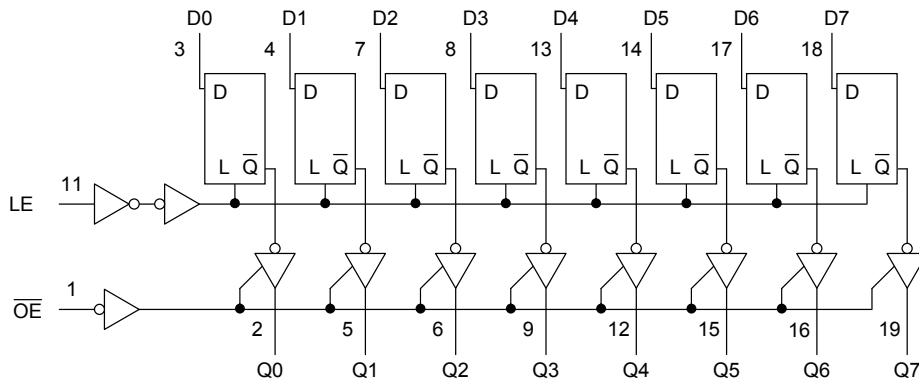 D0 D1 D2 D3 D4 D5 D6 D7
3 4 7 8 13 14 17 18
D D D D D D D D
L Q̅ L Q̅ L Q̅ L Q̅ L Q̅ L Q̅ L Q̅ L Q̅
11
LE
1
O̅E̅
2 5 6 9 12 15 16 19
Q0 Q1 Q2 Q3 Q4 Q5 Q6 Q7